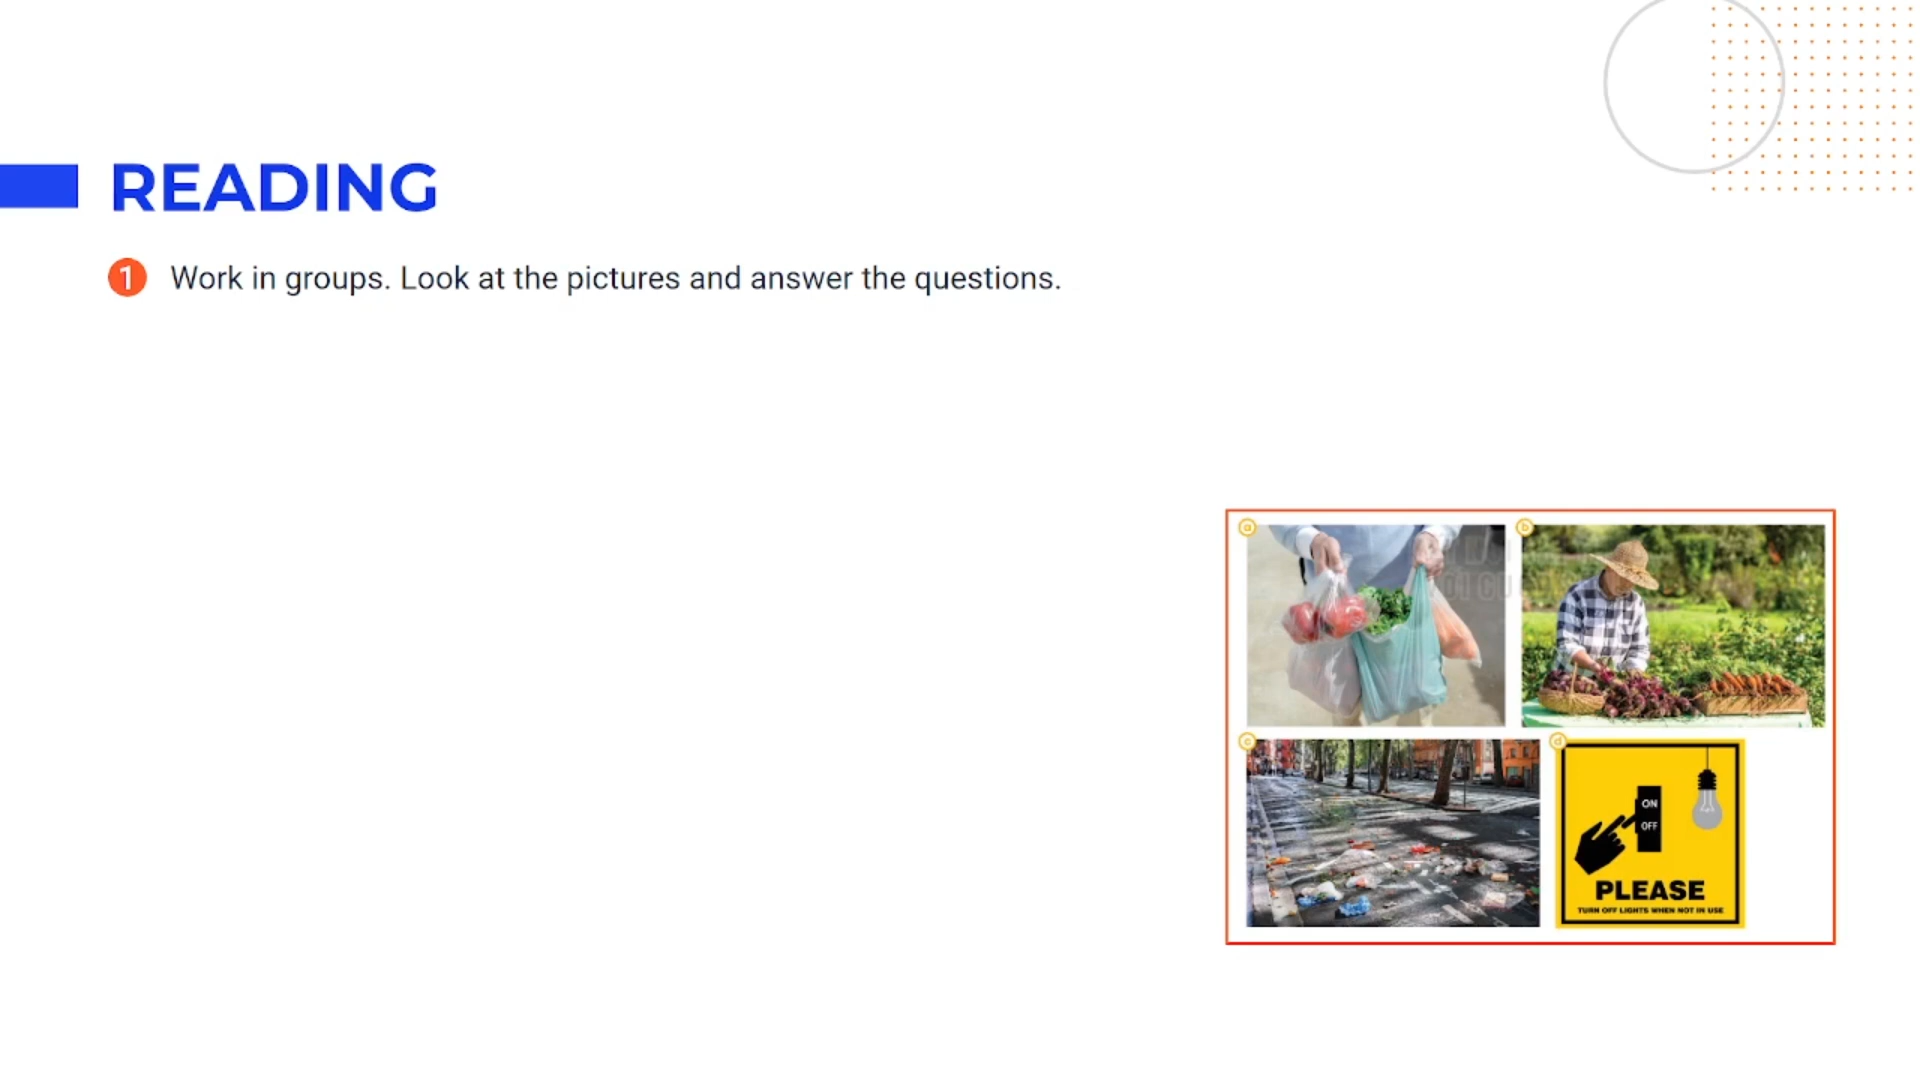 READING
1 Work in groups. Look at the pictures and answer the questions.
a
b
c
d
ON
OFF
PLEASE
TURN OFF LIGHTS WHEN NOT IN USE